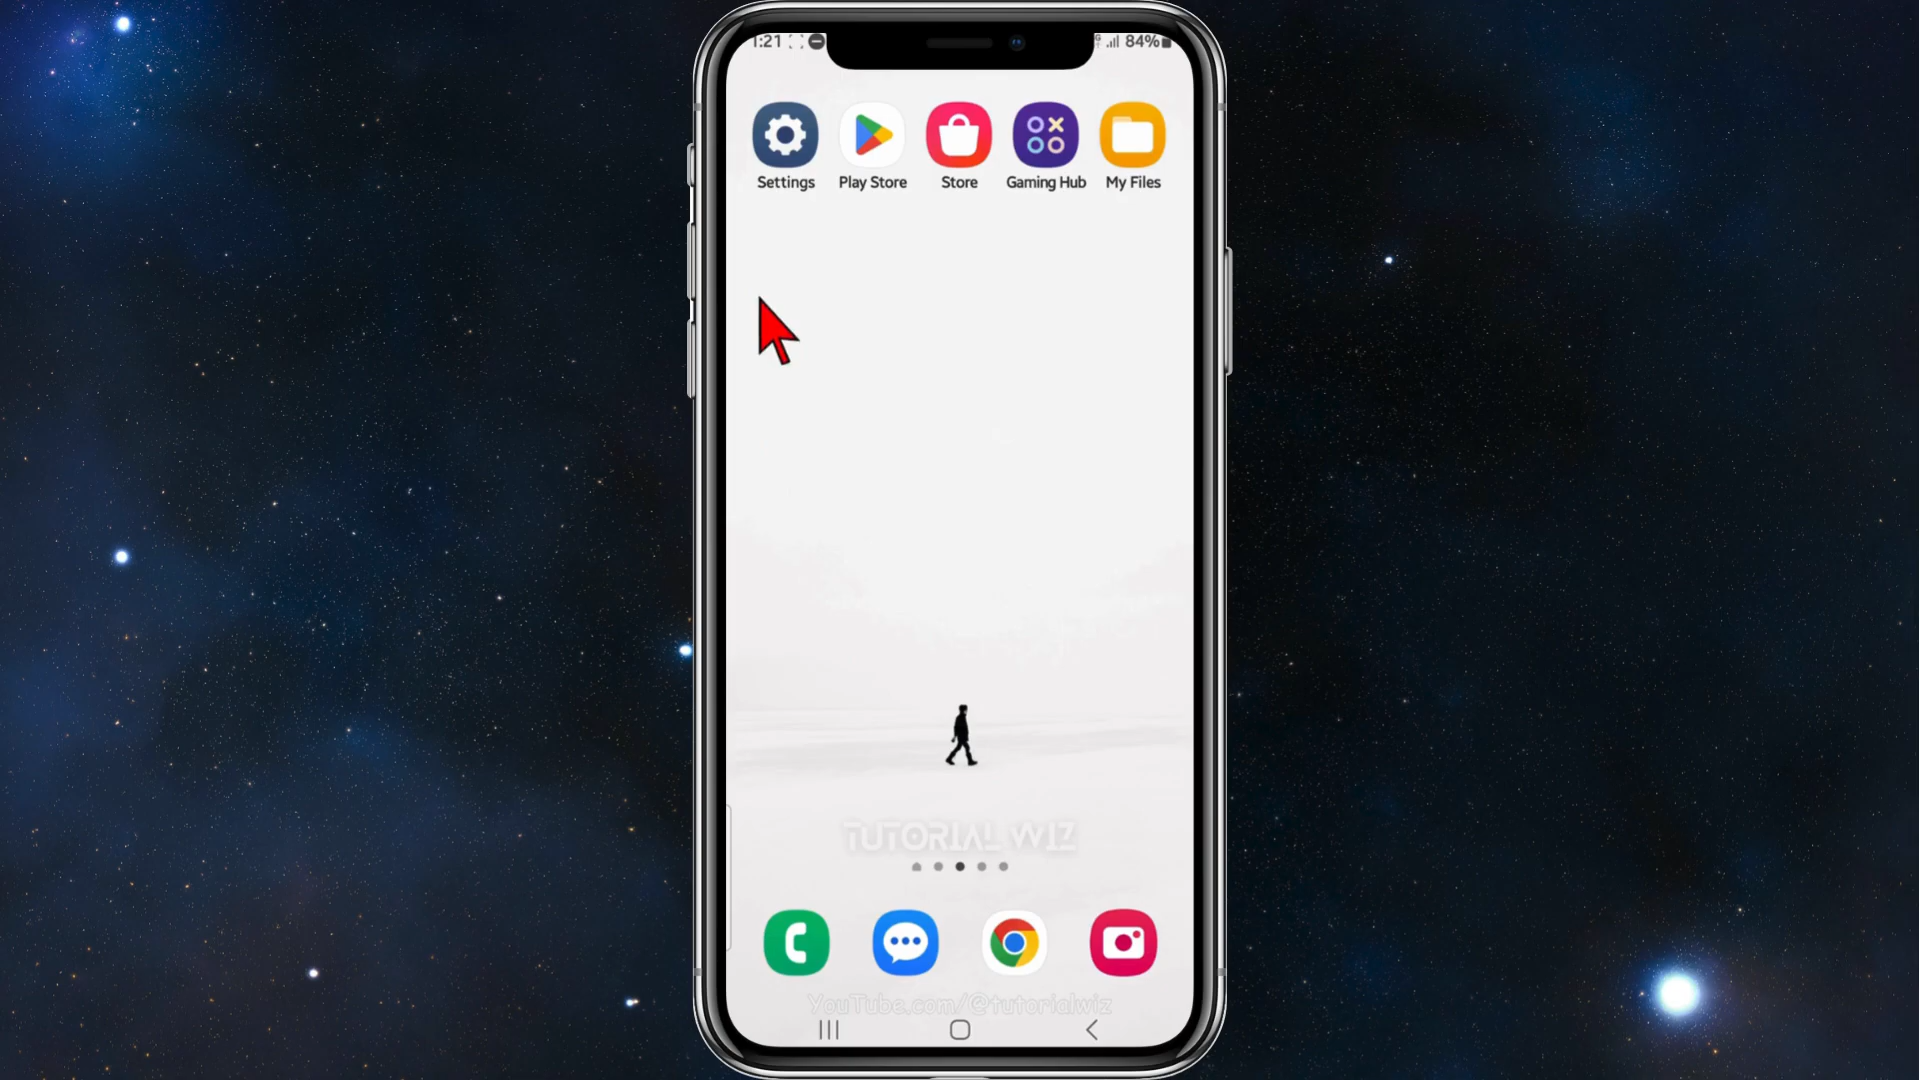 1:21 84%
Settings Play Store Store Gaming Hub My Files
TUTORIAL WIZ
YouTube.com/@tutorialwiz